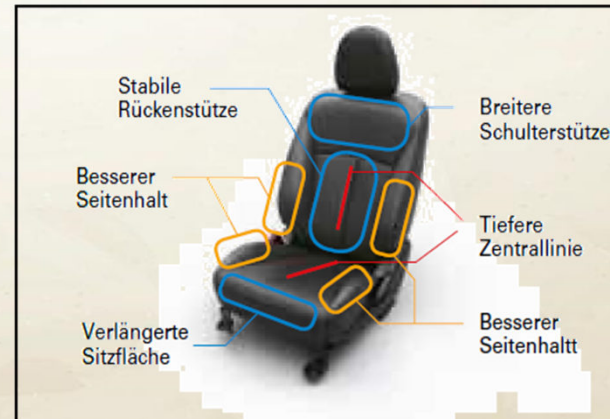 Stabile
Rückenstütze
Breitere
Schulterstütze
Besserer
Seitenhalt
Tiefere
Zentrallinie
Verlängerte
Sitzfläche
Besserer
Seitenhaltt